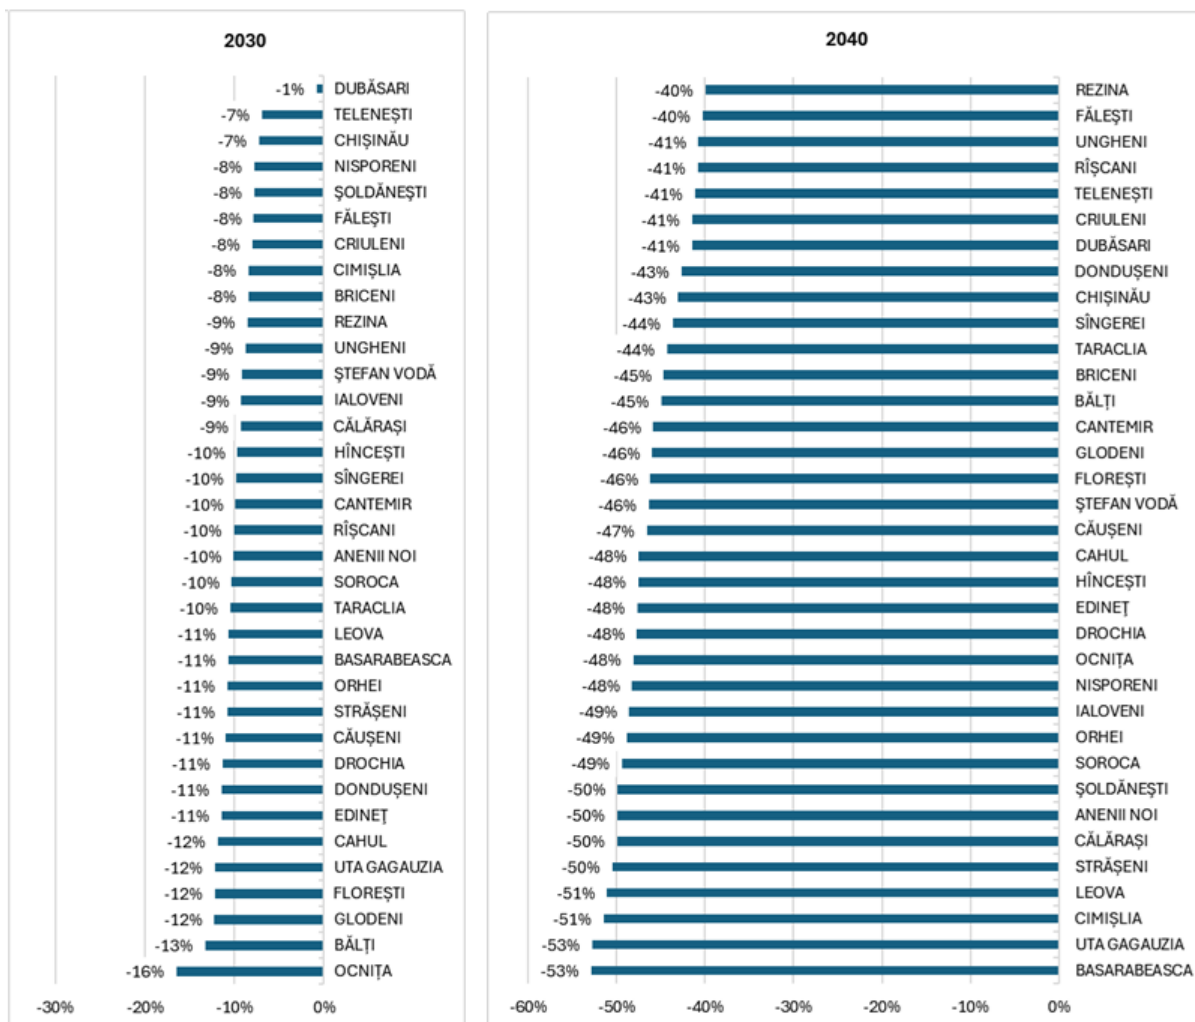 2030
-1% DUBĂSARI
-7% TELENEȘTI
-7% CHIȘINĂU
-8% NISPORENI
-8% ȘOLDĂNEȘTI
-8% FĂLEȘTI
-8% CRIULENI
-8% CIMIȘLIA
-8% BRICENI
-9% REZINA
-9% UNGHENI
-9% ȘTEFAN VODĂ
-9% IALOVENI
-9% CĂLĂRAȘI
-10% HÎNCEȘTI
-10% SÎNGEREI
-10% CANTEMIR
-10% RÎȘCANI
-10% ANENII NOI
-10% SOROCA
-10% TARACLIA
-11% LEOVA
-11% BASARABEASCA
-11% ORHEI
-11% STRĂȘENI
-11% CĂUȘENI
-11% DROCHIA
-11% DONDUȘENI
-11% EDINEŢ
-12% CAHUL
-12% UTA GAGAUZIA
-12% FLOREȘTI
-12% GLODENI
-13% BĂLȚI
-16% OCNIȚA
-30% -20% -10% 0%
2040
-40% REZINA
-40% FĂLEȘTI
-41% UNGHENI
-41% RÎȘCANI
-41% TELENEȘTI
-41% CRIULENI
-41% DUBĂSARI
-43% DONDUȘENI
-43% CHIȘINĂU
-44% SÎNGEREI
-44% TARACLIA
-45% BRICENI
-45% BĂLȚI
-46% CANTEMIR
-46% GLODENI
-46% FLOREȘTI
-46% ȘTEFAN VODĂ
-47% CĂUȘENI
-48% CAHUL
-48% HÎNCEȘTI
-48% EDINEŢ
-48% DROCHIA
-48% OCNIȚA
-48% NISPORENI
-49% IALOVENI
-49% ORHEI
-49% SOROCA
-50% ȘOLDĂNEȘTI
-50% ANENII NOI
-50% CĂLĂRAȘI
-50% STRĂȘENI
-51% LEOVA
-51% CIMIȘLIA
-53% UTA GAGAUZIA
-53% BASARABEASCA
-60% -50% -40% -30% -20% -10% 0%